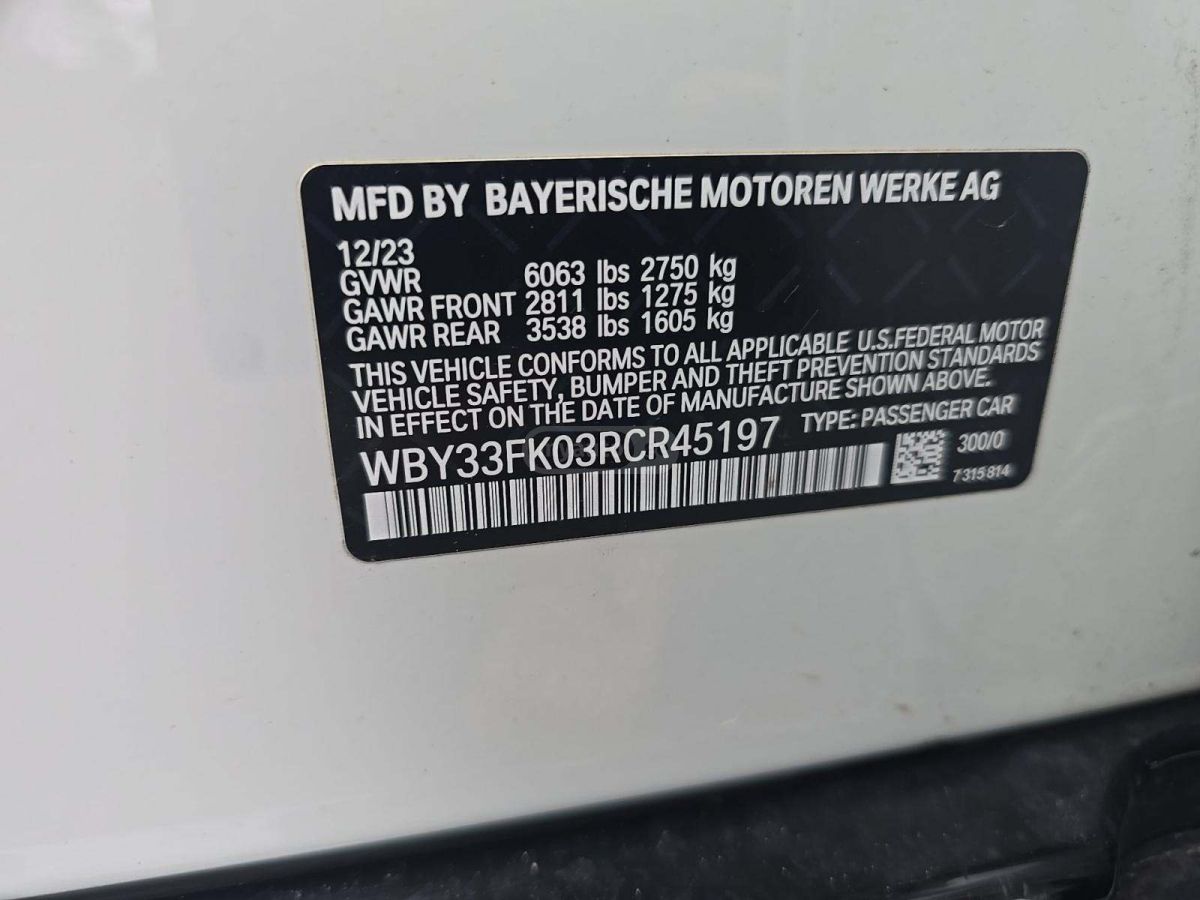 MFD BY BAYERISCHE MOTOREN WERKE AG
12/23
GVWR 6063 lbs 2750 kg
GAWR FRONT 2811 lbs 1275 kg
GAWR REAR 3538 lbs 1605 kg
THIS VEHICLE CONFORMS TO ALL APPLICABLE U.S.FEDERAL MOTOR
VEHICLE SAFETY, BUMPER AND THEFT PREVENTION STANDARDS
IN EFFECT ON THE DATE OF MANUFACTURE SHOWN ABOVE.
WBY33FK03RCR45197 TYPE: PASSENGER CAR
300/0
7 315 814